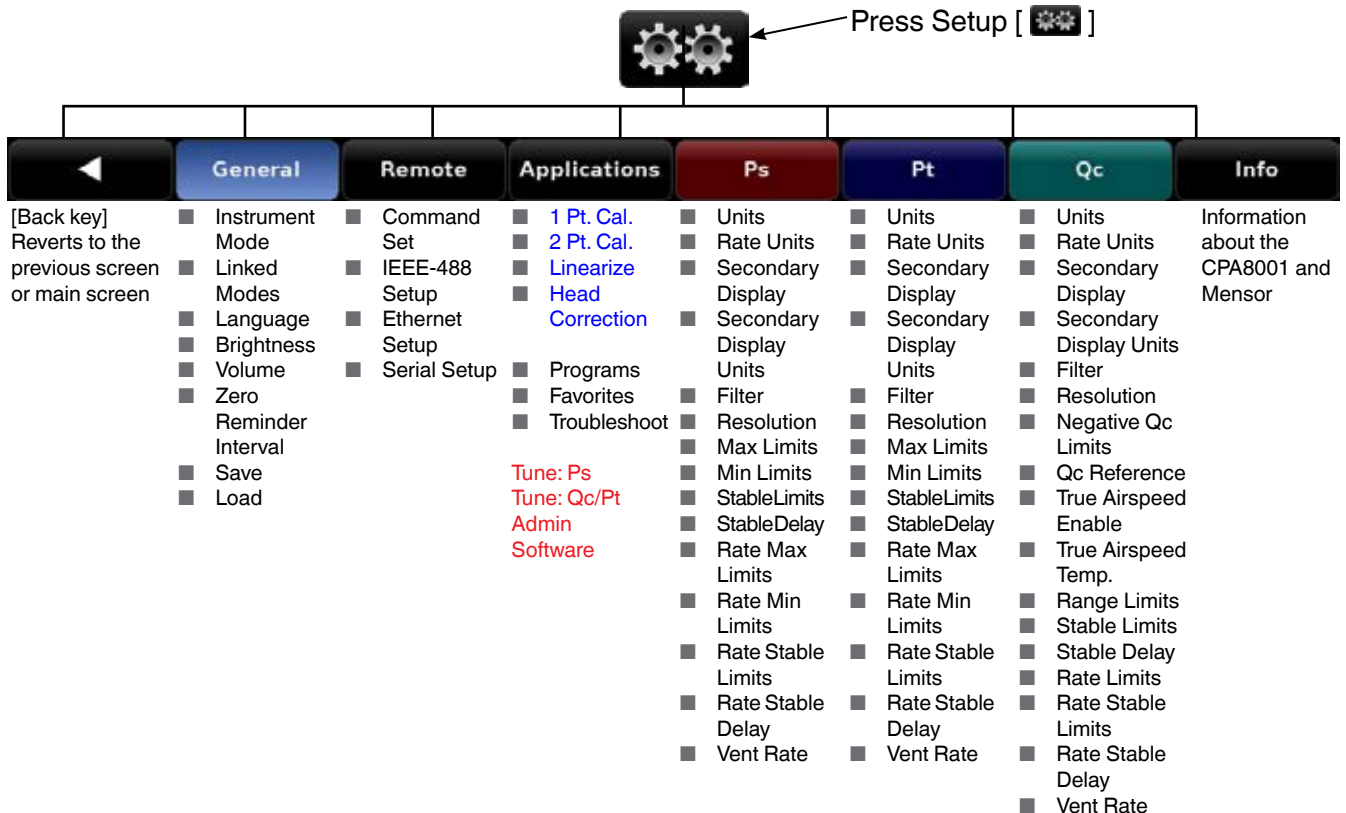 Press Setup [ ]
General
Remote
Applications
Ps
Pt
Qc
Info
[Back key]
Reverts to the
previous screen
or main screen
Instrument
Mode
Linked
Modes
Language
Brightness
Volume
Zero
Reminder
Interval
Save
Load
Command
Set
IEEE-488
Setup
Ethernet
Setup
Serial Setup
1 Pt. Cal.
2 Pt. Cal.
Linearize
Head
Correction
Programs
Favorites
Troubleshoot
Tune: Ps
Tune: Qc/Pt
Admin
Software
Units
Rate Units
Secondary
Display
Secondary
Display
Units
Filter
Resolution
Max Limits
Min Limits
StableLimits
StableDelay
Rate Max
Limits
Rate Min
Limits
Rate Stable
Limits
Rate Stable
Delay
Vent Rate
Units
Rate Units
Secondary
Display
Secondary
Display
Units
Filter
Resolution
Max Limits
Min Limits
StableLimits
StableDelay
Rate Max
Limits
Rate Min
Limits
Rate Stable
Limits
Rate Stable
Delay
Vent Rate
Units
Rate Units
Secondary
Display
Secondary
Display Units
Filter
Resolution
Negative Qc
Limits
Qc Reference
True Airspeed
Enable
True Airspeed
Temp.
Range Limits
Stable Limits
Stable Delay
Rate Limits
Rate Stable
Limits
Rate Stable
Delay
Vent Rate
Information
about the
CPA8001 and
Mensor